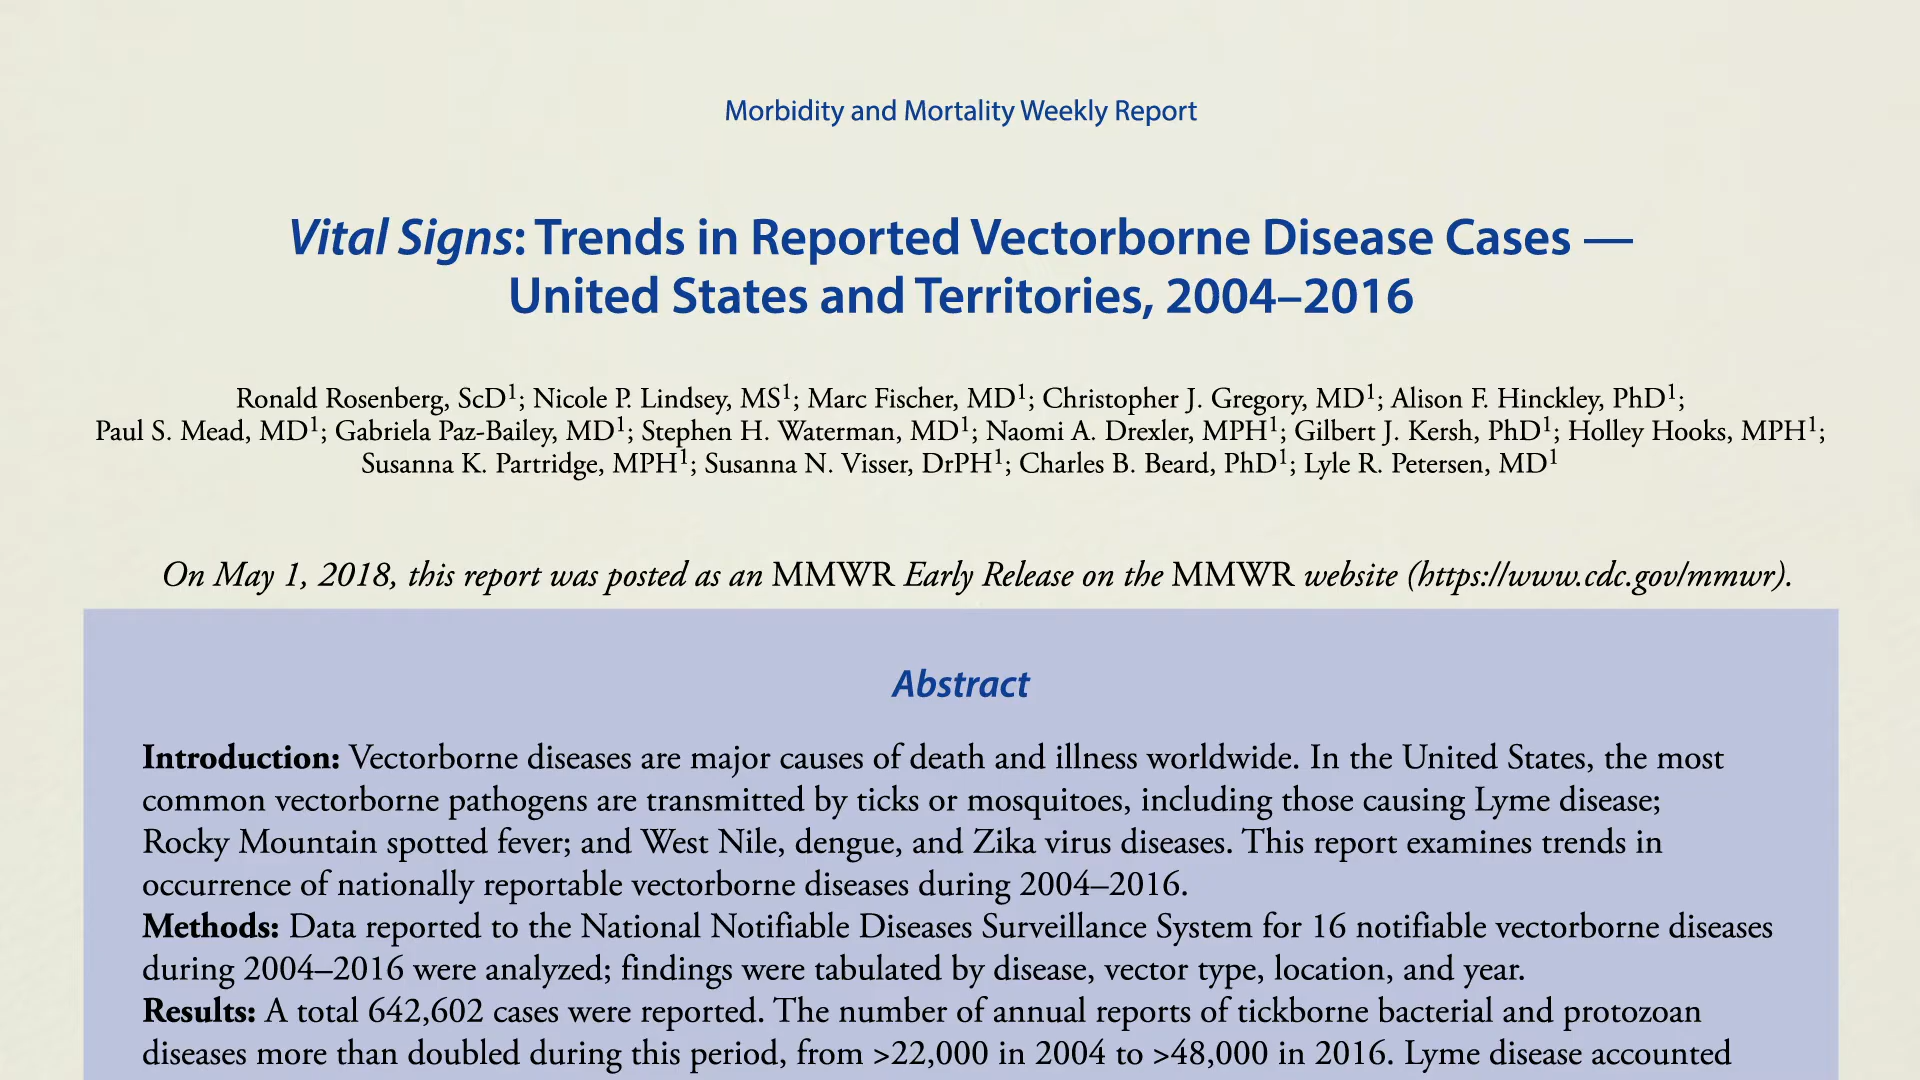 Morbidity and Mortality Weekly Report
Vital Signs: Trends in Reported Vectorborne Disease Cases —
United States and Territories, 2004–2016
Ronald Rosenberg, ScD1; Nicole P. Lindsey, MS1; Marc Fischer, MD1; Christopher J. Gregory, MD1; Alison F. Hinckley, PhD1;
Paul S. Mead, MD1; Gabriela Paz-Bailey, MD1; Stephen H. Waterman, MD1; Naomi A. Drexler, MPH1; Gilbert J. Kersh, PhD1; Holley Hooks, MPH1;
Susanna K. Partridge, MPH1; Susanna N. Visser, DrPH1; Charles B. Beard, PhD1; Lyle R. Petersen, MD1
On May 1, 2018, this report was posted as an MMWR Early Release on the MMWR website (https://www.cdc.gov/mmwr).
Abstract
Introduction: Vectorborne diseases are major causes of death and illness worldwide. In the United States, the most
common vectorborne pathogens are transmitted by ticks or mosquitoes, including those causing Lyme disease;
Rocky Mountain spotted fever; and West Nile, dengue, and Zika virus diseases. This report examines trends in
occurrence of nationally reportable vectorborne diseases during 2004–2016.
Methods: Data reported to the National Notifiable Diseases Surveillance System for 16 notifiable vectorborne diseases
during 2004–2016 were analyzed; findings were tabulated by disease, vector type, location, and year.
Results: A total 642,602 cases were reported. The number of annual reports of tickborne bacterial and protozoan
diseases more than doubled during this period, from >22,000 in 2004 to >48,000 in 2016. Lyme disease accounted